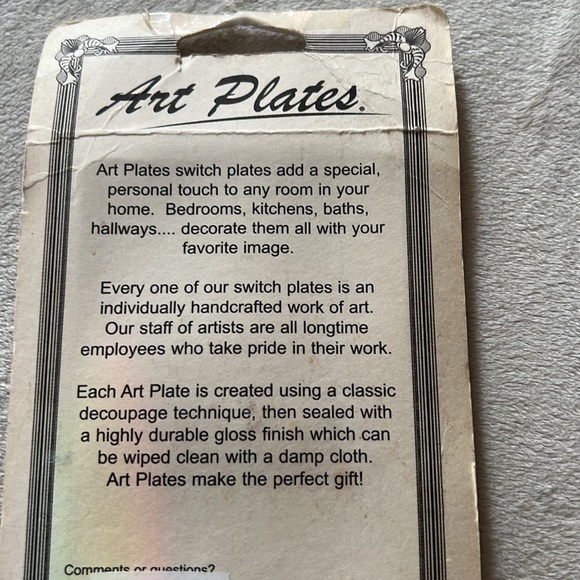 Art Plates.
Art Plates switch plates add a special,
personal touch to any room in your
home. Bedrooms, kitchens, baths,
hallways.... decorate them all with your
favorite image.
Every one of our switch plates is an
individually handcrafted work of art.
Our staff of artists are all longtime
employees who take pride in their work.
Each Art Plate is created using a classic
decoupage technique, then sealed with
a highly durable gloss finish which can
be wiped clean with a damp cloth.
Art Plates make the perfect gift!
Comments or questions?